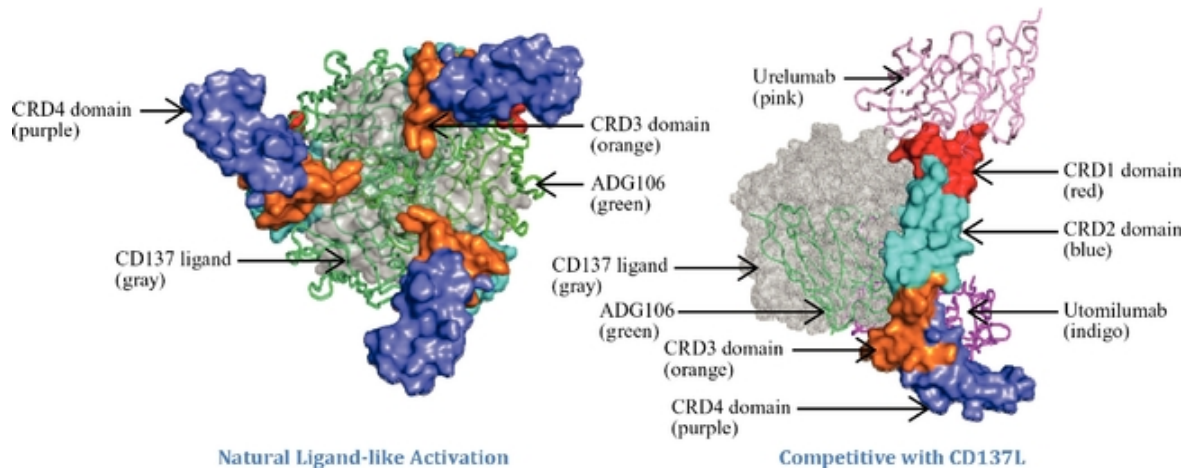 CRD4 domain
(purple)
CRD3 domain
(orange)
ADG106
(green)
CD137 ligand
(gray)
Natural Ligand-like Activation
Urelumab
(pink)
CRD1 domain
(red)
CRD2 domain
(blue)
CD137 ligand
(gray)
ADG106
(green)
Utomilumab
(indigo)
CRD3 domain
(orange)
CRD4 domain
(purple)
Competitive with CD137L